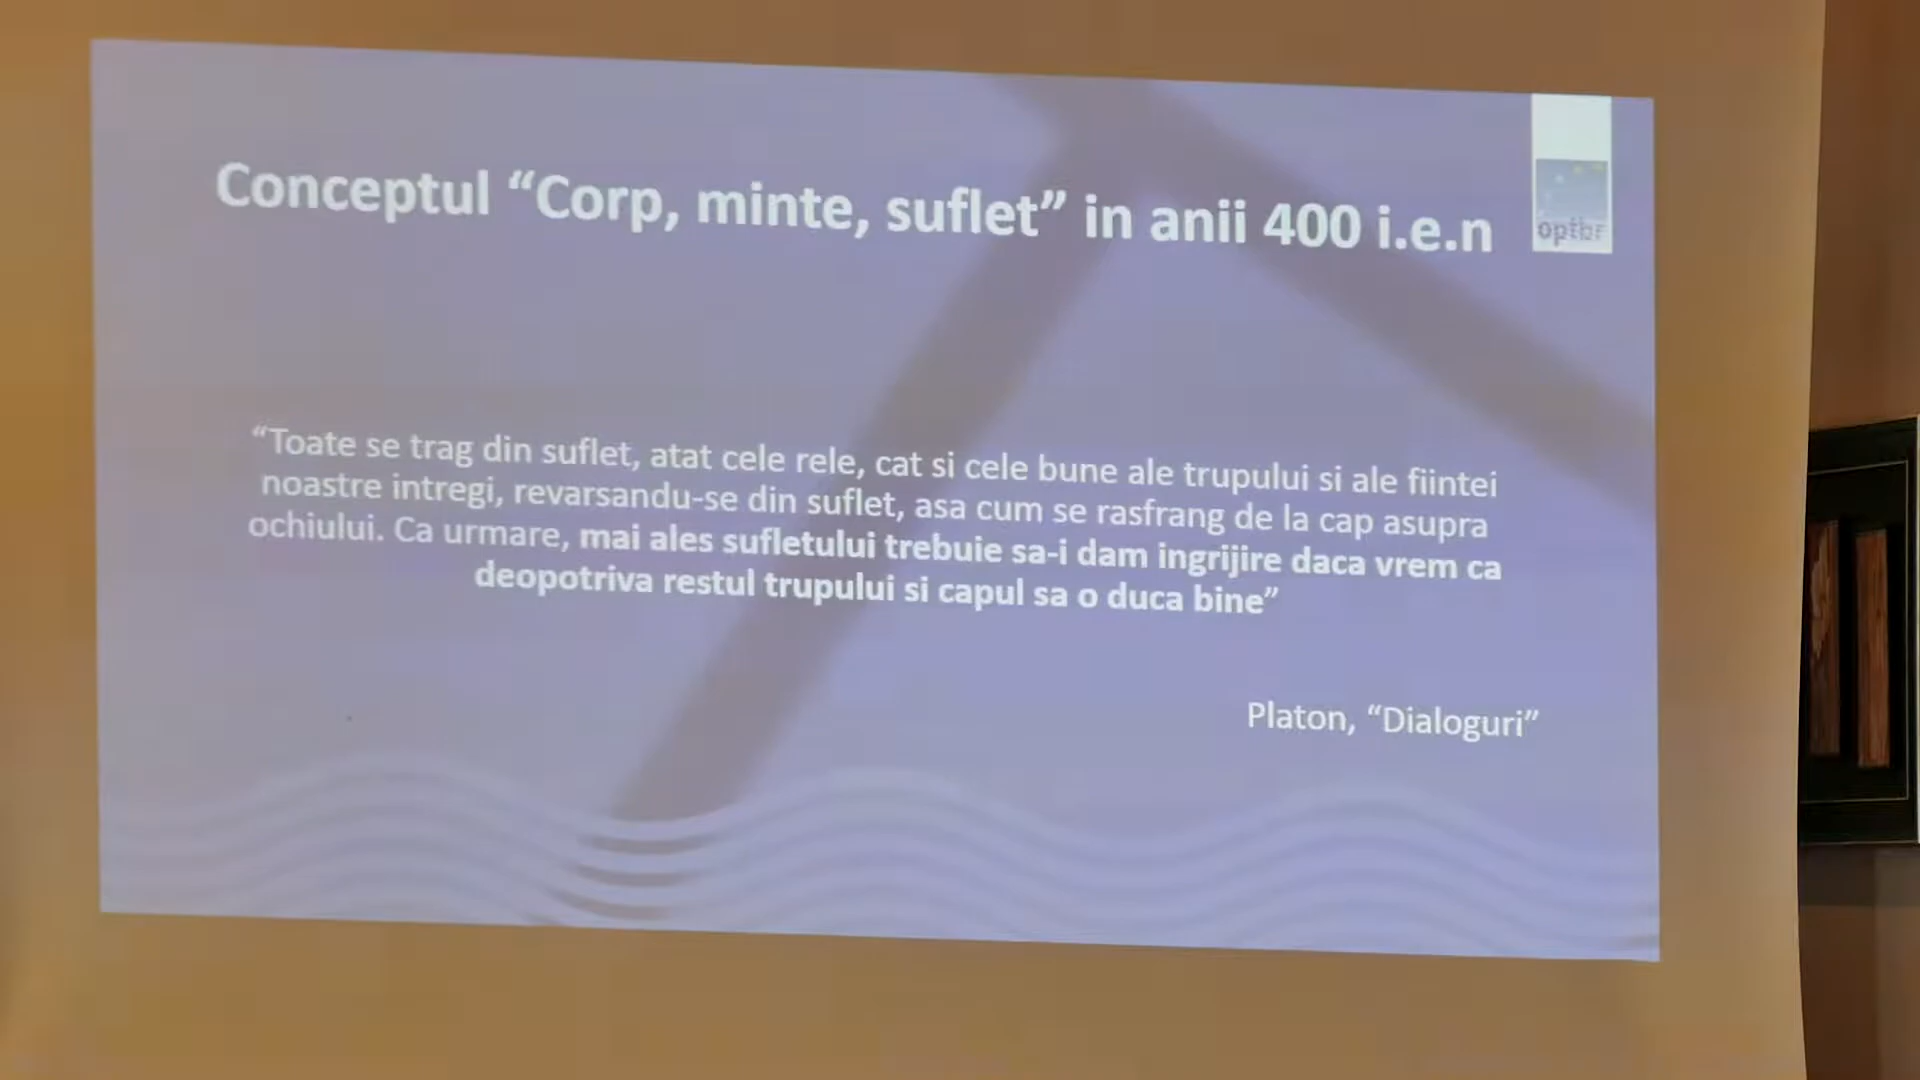 Conceptul “Corp, minte, suflet” in anii 400 i.e.n
optbr
“Toate se trag din suflet, atat cele rele, cat si cele bune ale trupului si ale fiintei
noastre intregi, revarsandu-se din suflet, asa cum se rasfrang de la cap asupra
ochiului. Ca urmare, mai ales sufletului trebuie sa-i dam ingrijire daca vrem ca
deopotriva restul trupului si capul sa o duca bine”
Platon, “Dialoguri”